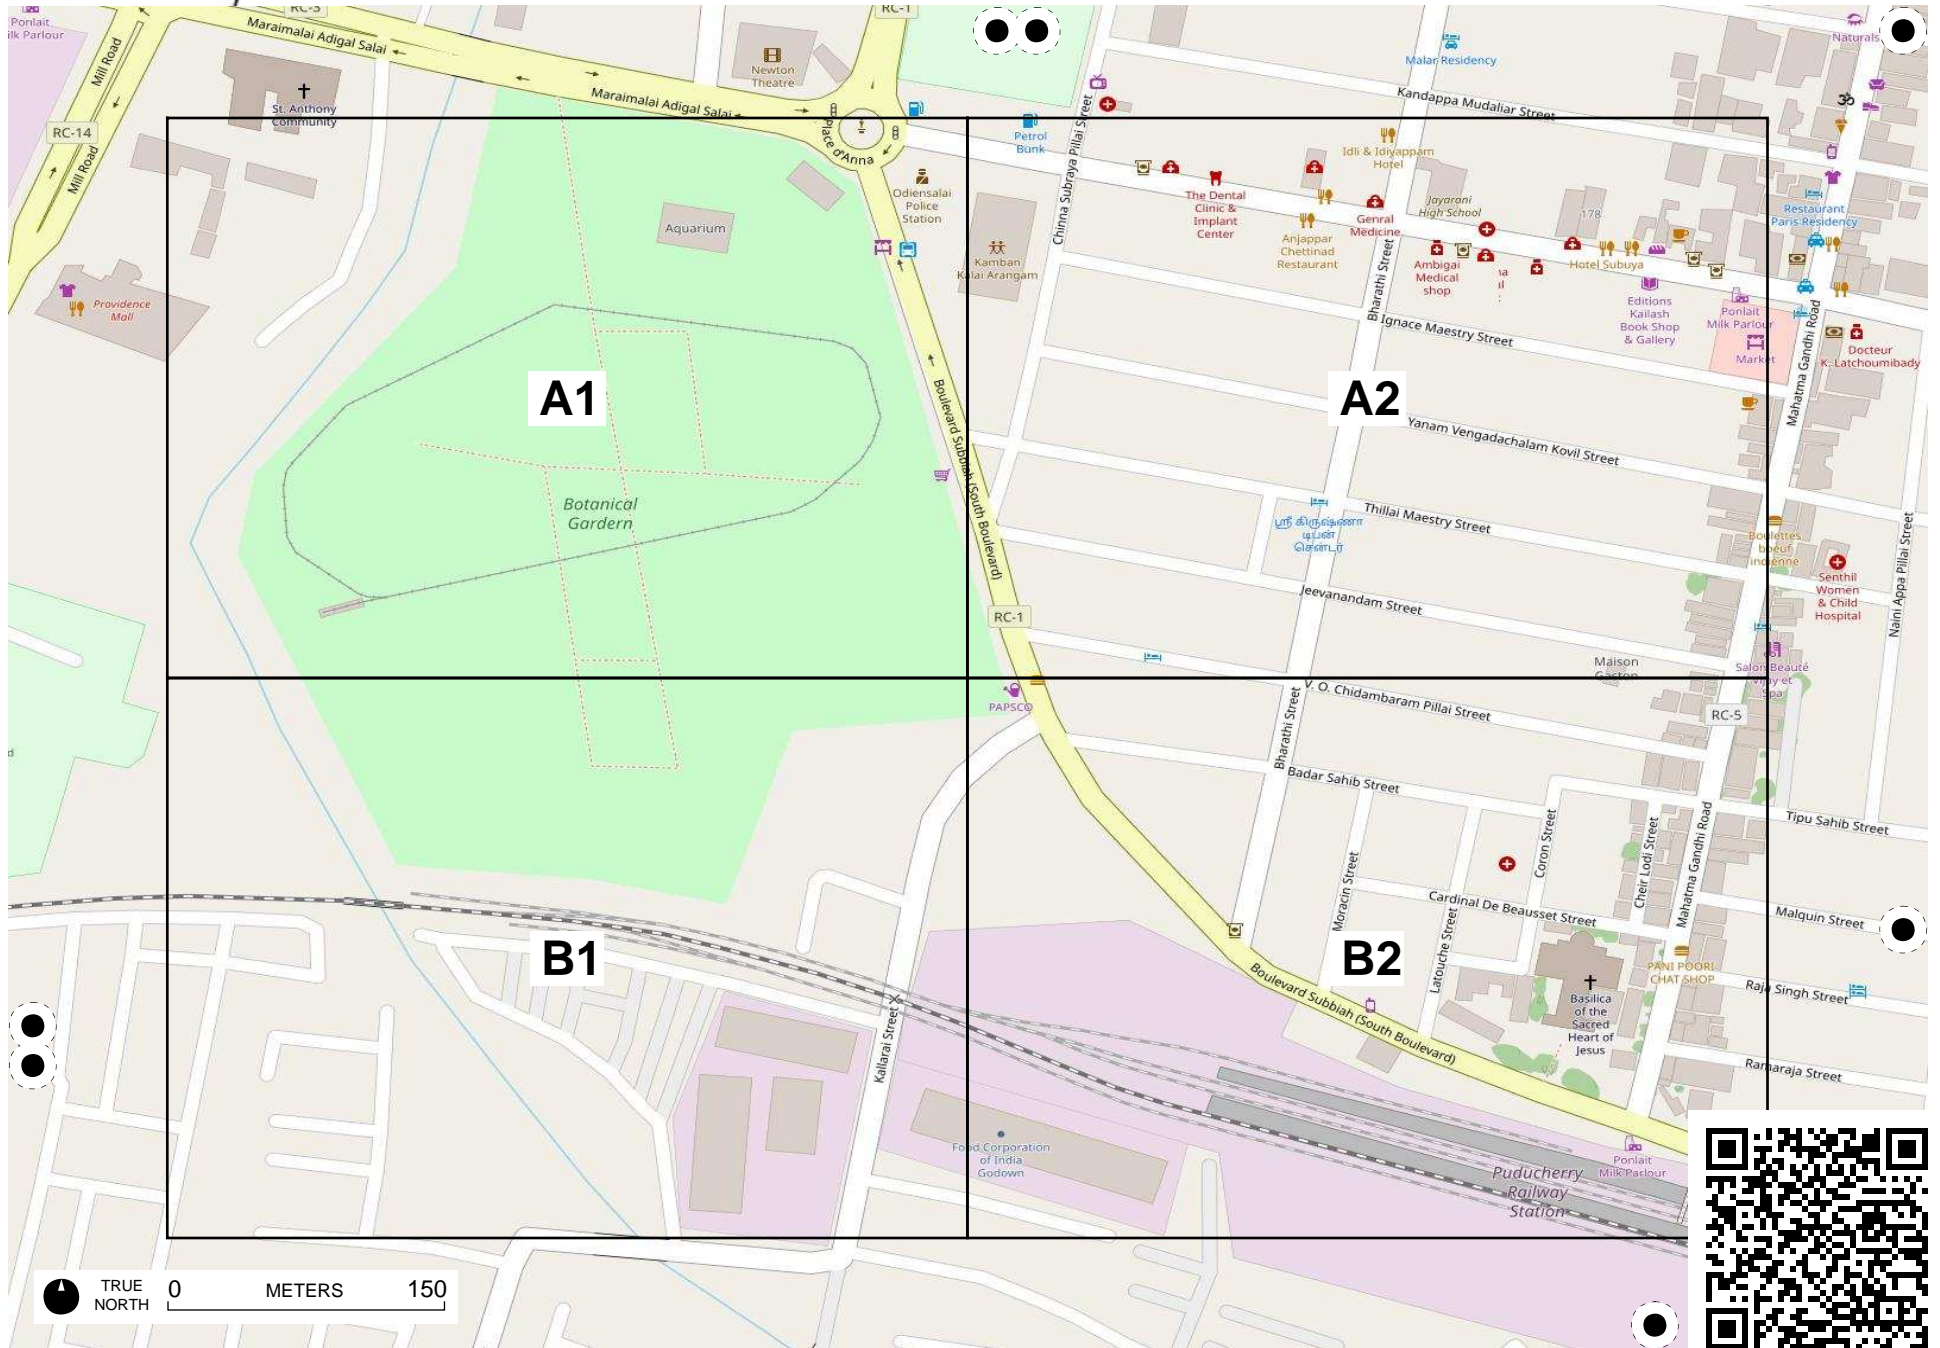 RC-3
RC-1
Ponlait
ilk Parlour
Maraimalai Adigal Salai
Mill Road
Newton
Theatre
Malar Residency
Naturals
St. Anthony
Community
Maraimalai Adigal Salai
Kandappa Mudaliar Street
RC-14
Mill Road
Place d'Anna
Petrol
Bunk
Chinna Subraya Pillai Street
Idli & Idiyappam
Hotel
Odiensalai
Police
Station
The Dental
Clinic &
Implant
Center
Jayarani
High School
178
Restaurant
Paris Residency
Aquarium
Genral
Medicine
Anjappar
Chettinad
Restaurant
Kamban
Kalai Arangam
Bharathi Street
Ambigai
Medical
shop
Hotel Subuya
Providence
Mall
Editions
Kailash
Book Shop
& Gallery
Ponlait
Milk Parlour
Market
Ignace Maestry Street
Mahatma Gandhi Road
Docteur
K. Latchoumibady
A1
A2
Boulevard Subbiah (South Boulevard)
Yanam Vengadachalam Kovil Street
Botanical
Gardern
Thillai Maestry Street
ஸ்ரீ கிருஷ்ணா
டிபன்
சென்டர்
Boulettes
boeuf
indienne
Naini Appa Pillai Street
Senthil
Women
& Child
Hospital
Jeevanandam Street
RC-1
Maison
Gaston
Salon Beauté
Vijay et
Spa
PAPSCO
V. O. Chidambaram Pillai Street
RC-5
Bharathi Street
Badar Sahib Street
Tipu Sahib Street
Coron Street
Cheir Lodi Street
Mahatma Gandhi Road
Moracin Street
Cardinal De Beausset Street
Malquin Street
Latouche Street
B1
B2
PANI POORI
CHAT SHOP
Raja Singh Street
Basilica
of the
Sacred
Heart of
Jesus
Boulevard Subbiah (South Boulevard)
Kallarai Street
Ramaraja Street
Food Corporation
of India
Godown
Ponlait
Milk Parlour
Puducherry
Railway
Station
TRUE
NORTH
0 METERS 150